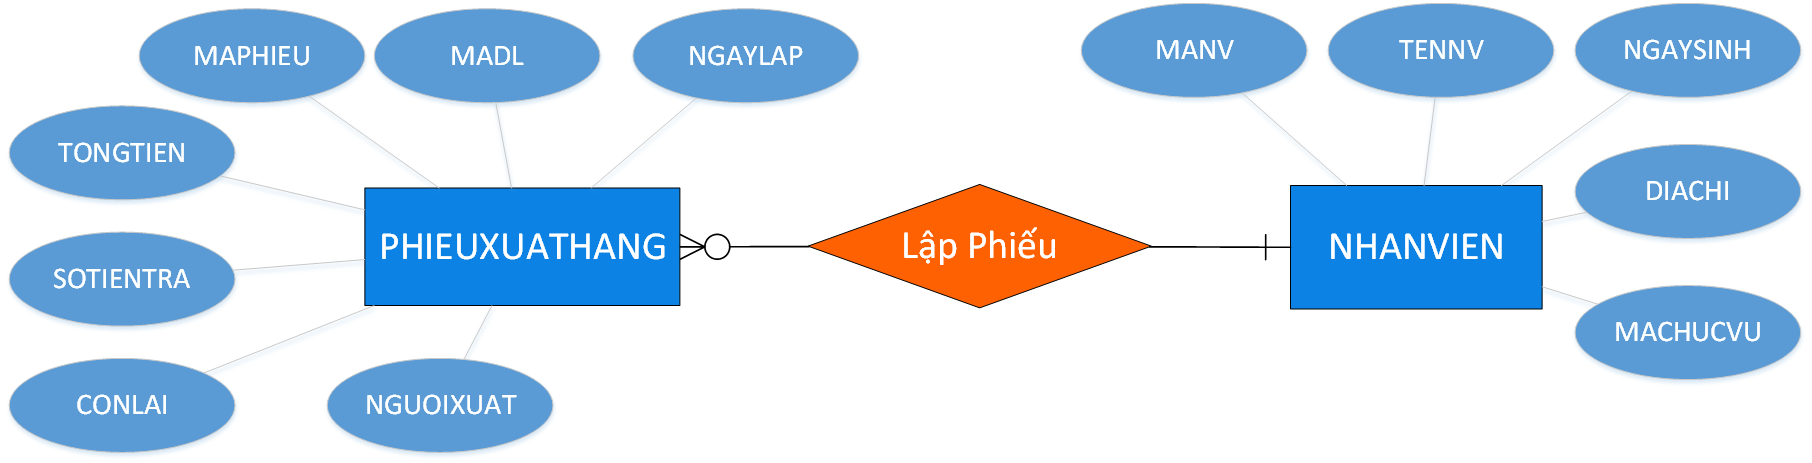 MAPHIEU
MADL
NGAYLAP
MANV
TENNV
NGAYSINH
TONGTIEN
DIACHI
PHIEUXUATHANG
Lập Phiếu
NHANVIEN
SOTIENTRA
MACHUCVU
CONLAI
NGUOIXUAT